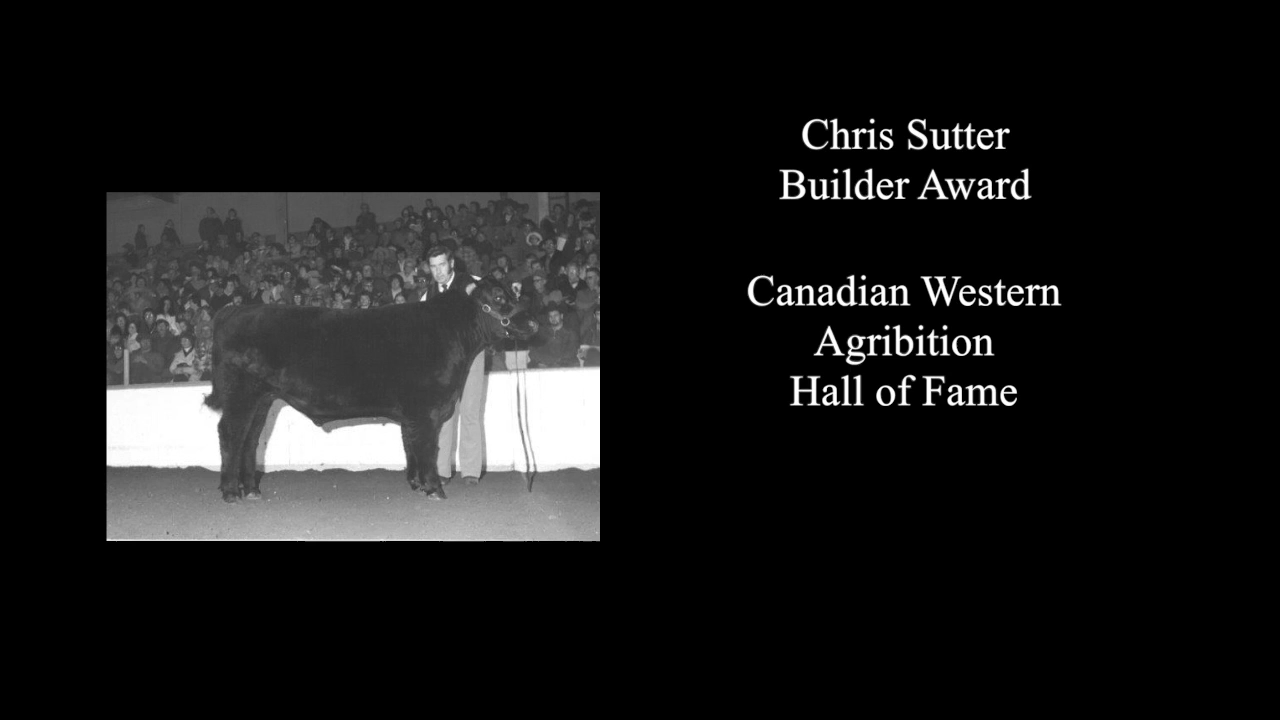 Chris Sutter
Builder Award
Canadian Western
Agribition
Hall of Fame